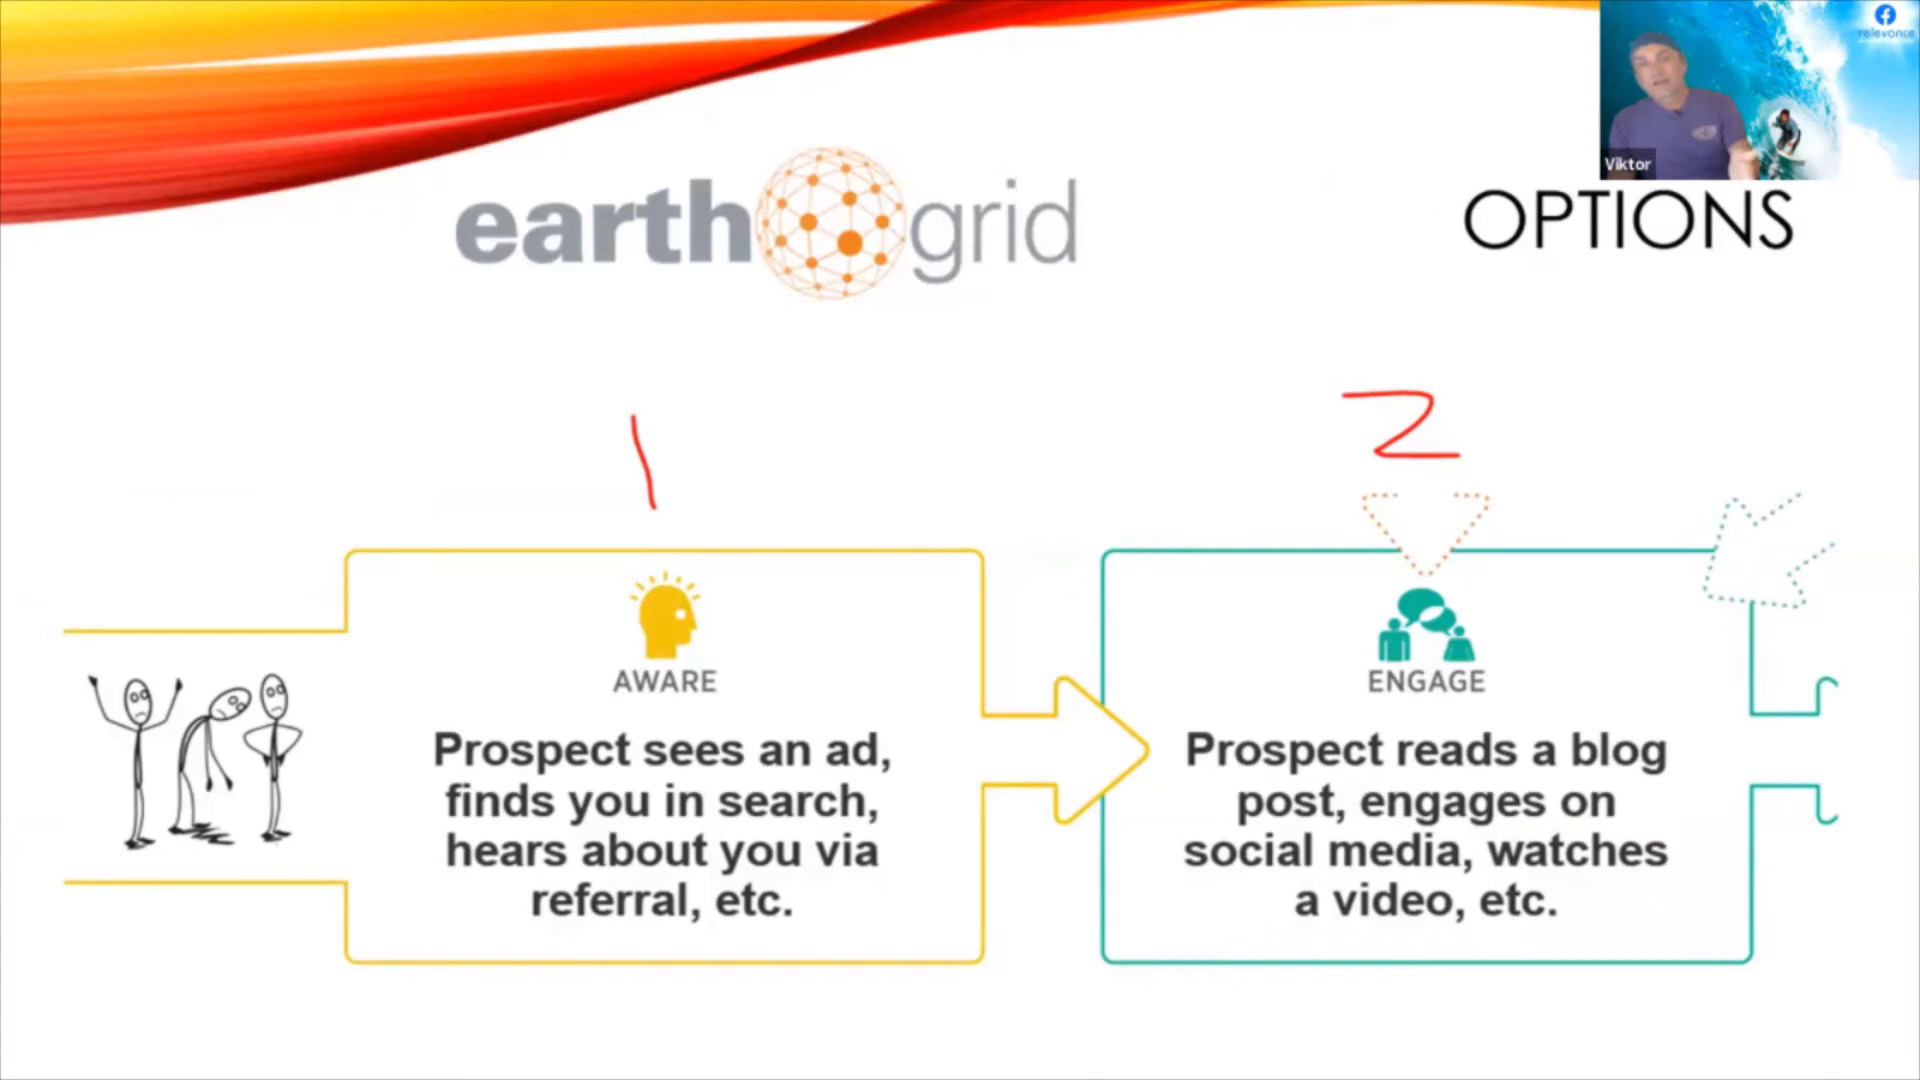 relevance
Viktor
earth grid
OPTIONS
1
2
AWARE
Prospect sees an ad,
finds you in search,
hears about you via
referral, etc.
ENGAGE
Prospect reads a blog
post, engages on
social media, watches
a video, etc.